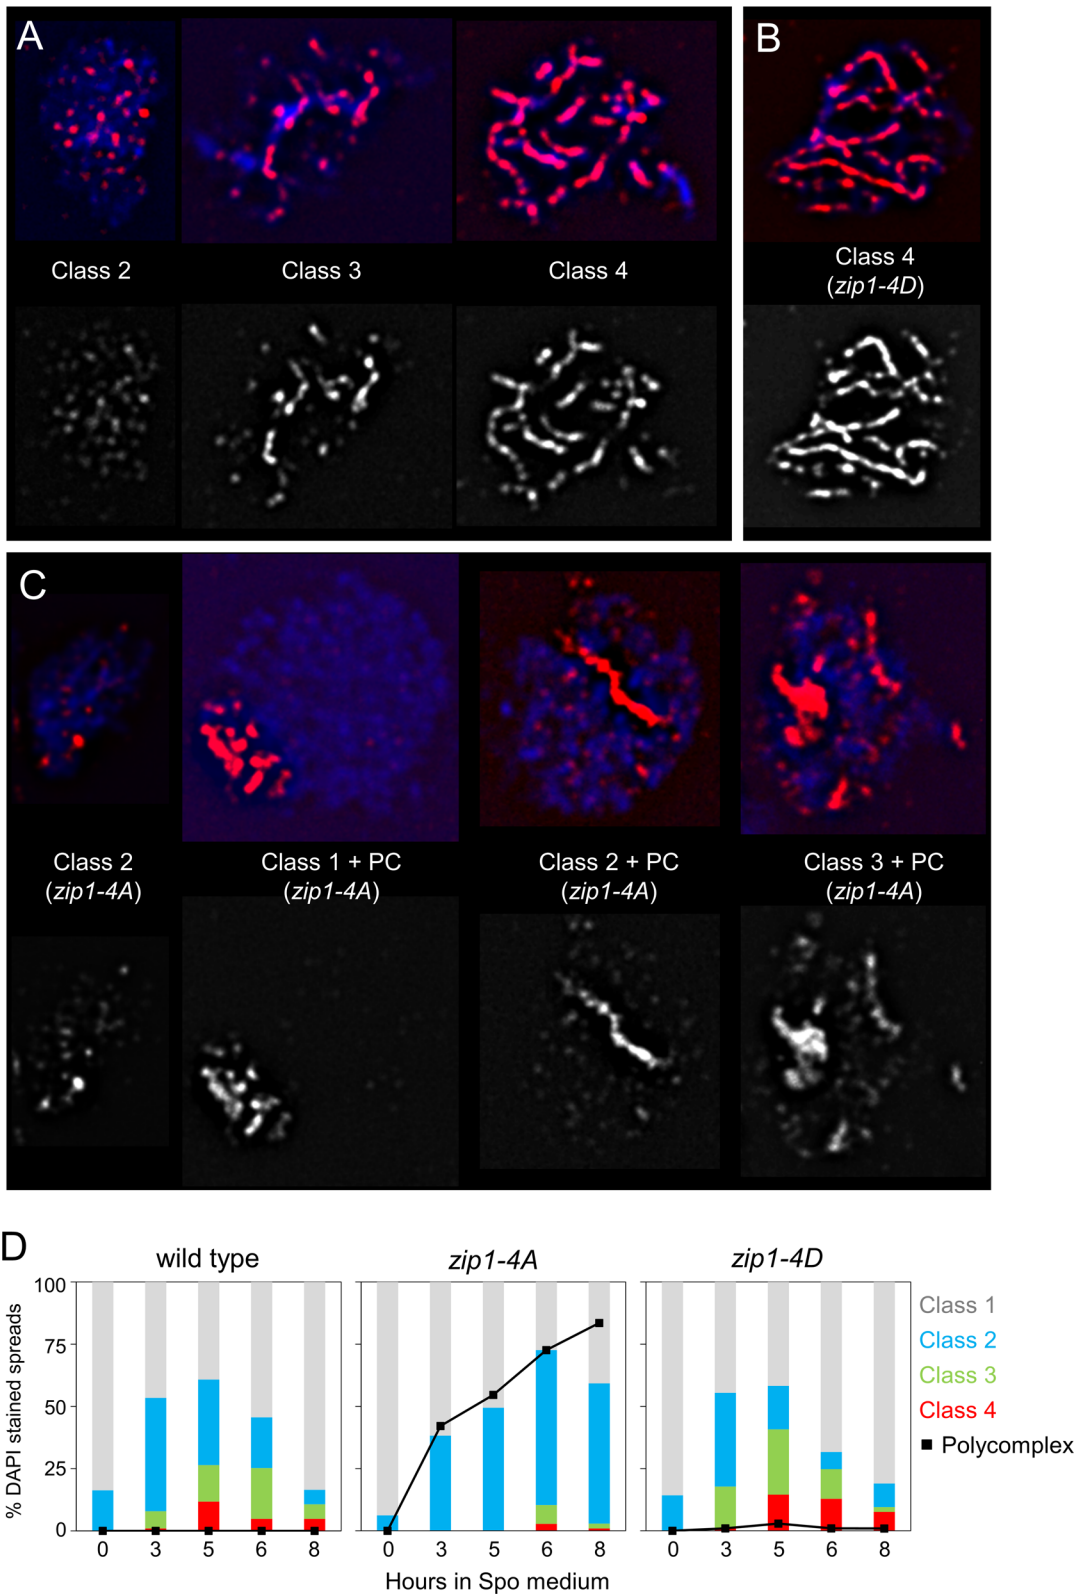 A
B
Class 2
Class 3
Class 4
Class 4
(zip1-4D)
C
Class 2
(zip1-4A)
Class 1 + PC
(zip1-4A)
Class 2 + PC
(zip1-4A)
Class 3 + PC
(zip1-4A)
D
wild type
zip1-4A
zip1-4D
% DAPI stained spreads
100
75
50
25
0
0 3 5 6 8
0 3 5 6 8
0 3 5 6 8
Hours in Spo medium
Class 1
Class 2
Class 3
Class 4
Polycomplex